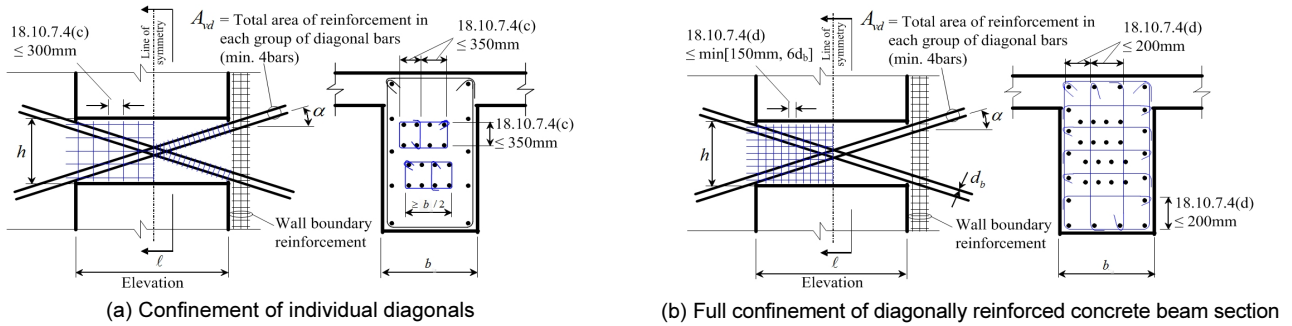 18.10.7.4(c)
≤ 300mm
Line of
symmetry
A_vd = Total area of reinforcement in
each group of diagonal bars
(min. 4bars)
18.10.7.4(c)
≤ 350mm
α
h
18.10.7.4(c)
≤ 350mm
≥ b / 2
Wall boundary
reinforcement
ℓ
Elevation
b
(a) Confinement of individual diagonals
18.10.7.4(d)
≤ min[150mm, 6d_b]
Line of
symmetry
A_vd = Total area of reinforcement in
each group of diagonal bars
(min. 4bars)
18.10.7.4(d)
≤ 200mm
α
h
d_b
18.10.7.4(d)
≤ 200mm
Wall boundary
reinforcement
ℓ
Elevation
b
(b) Full confinement of diagonally reinforced concrete beam section